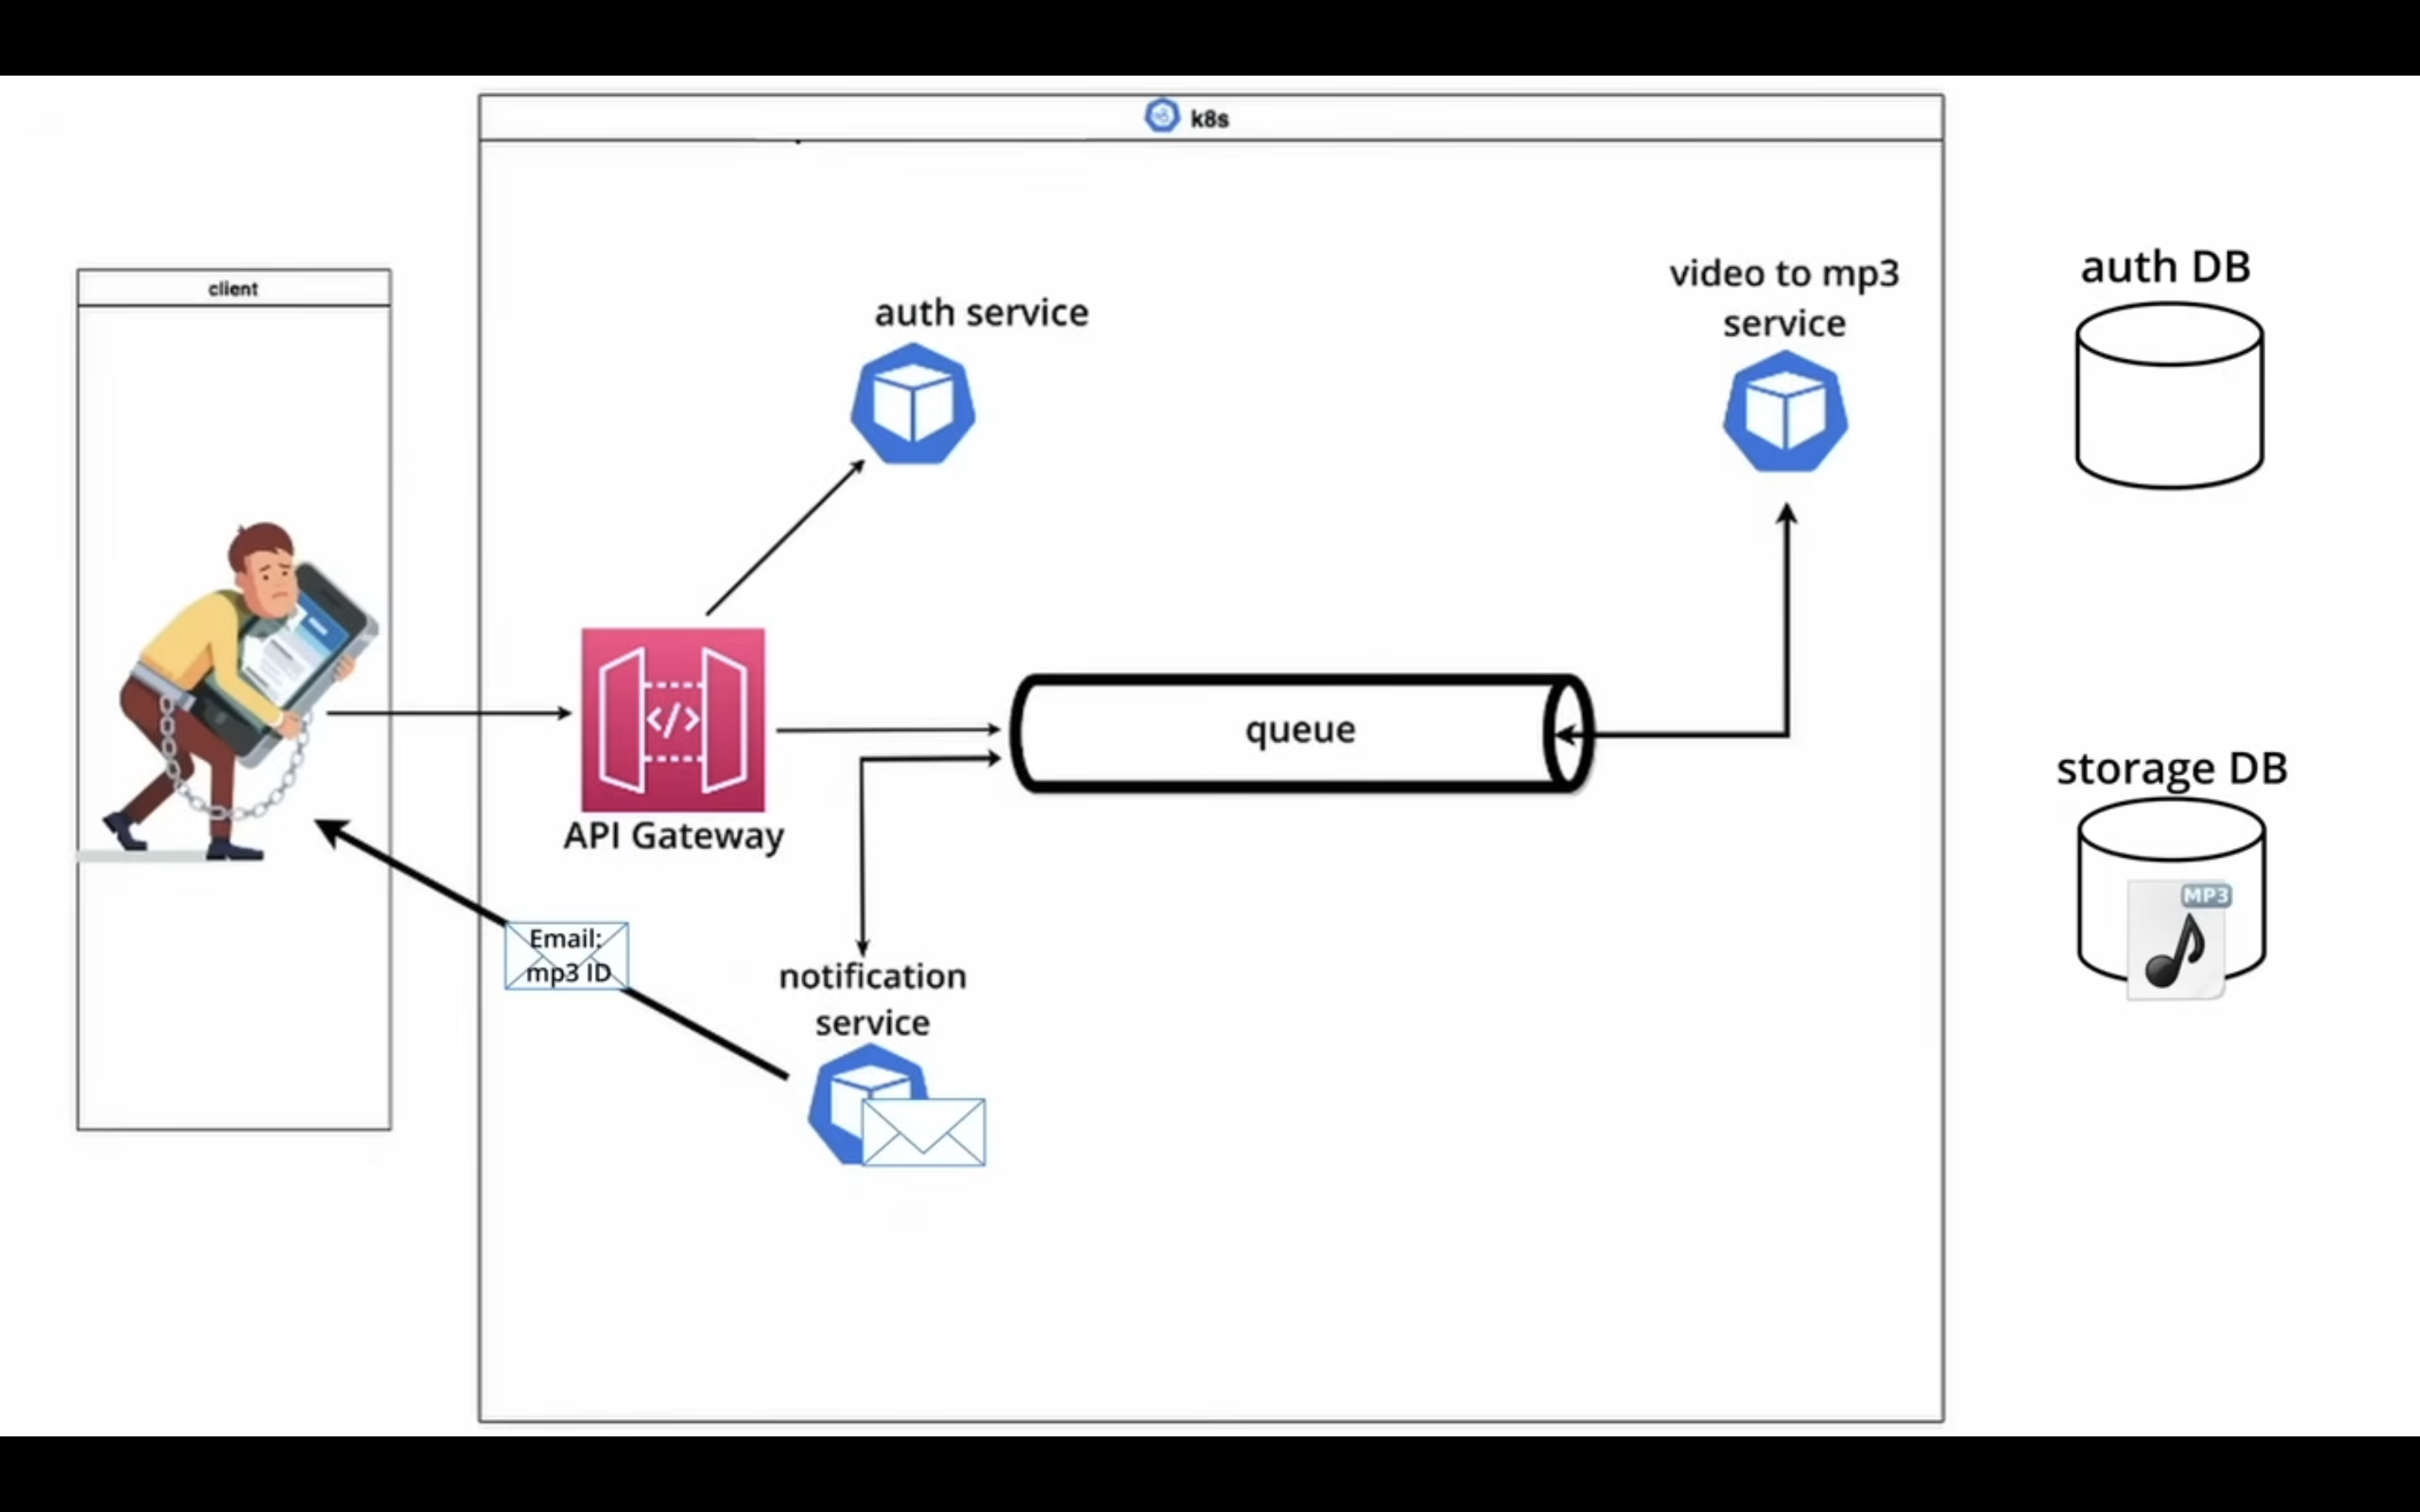 k8s
client
auth service
video to mp3
service
auth DB
queue
API Gateway
storage DB
MP3
Email:
mp3 ID
notification
service